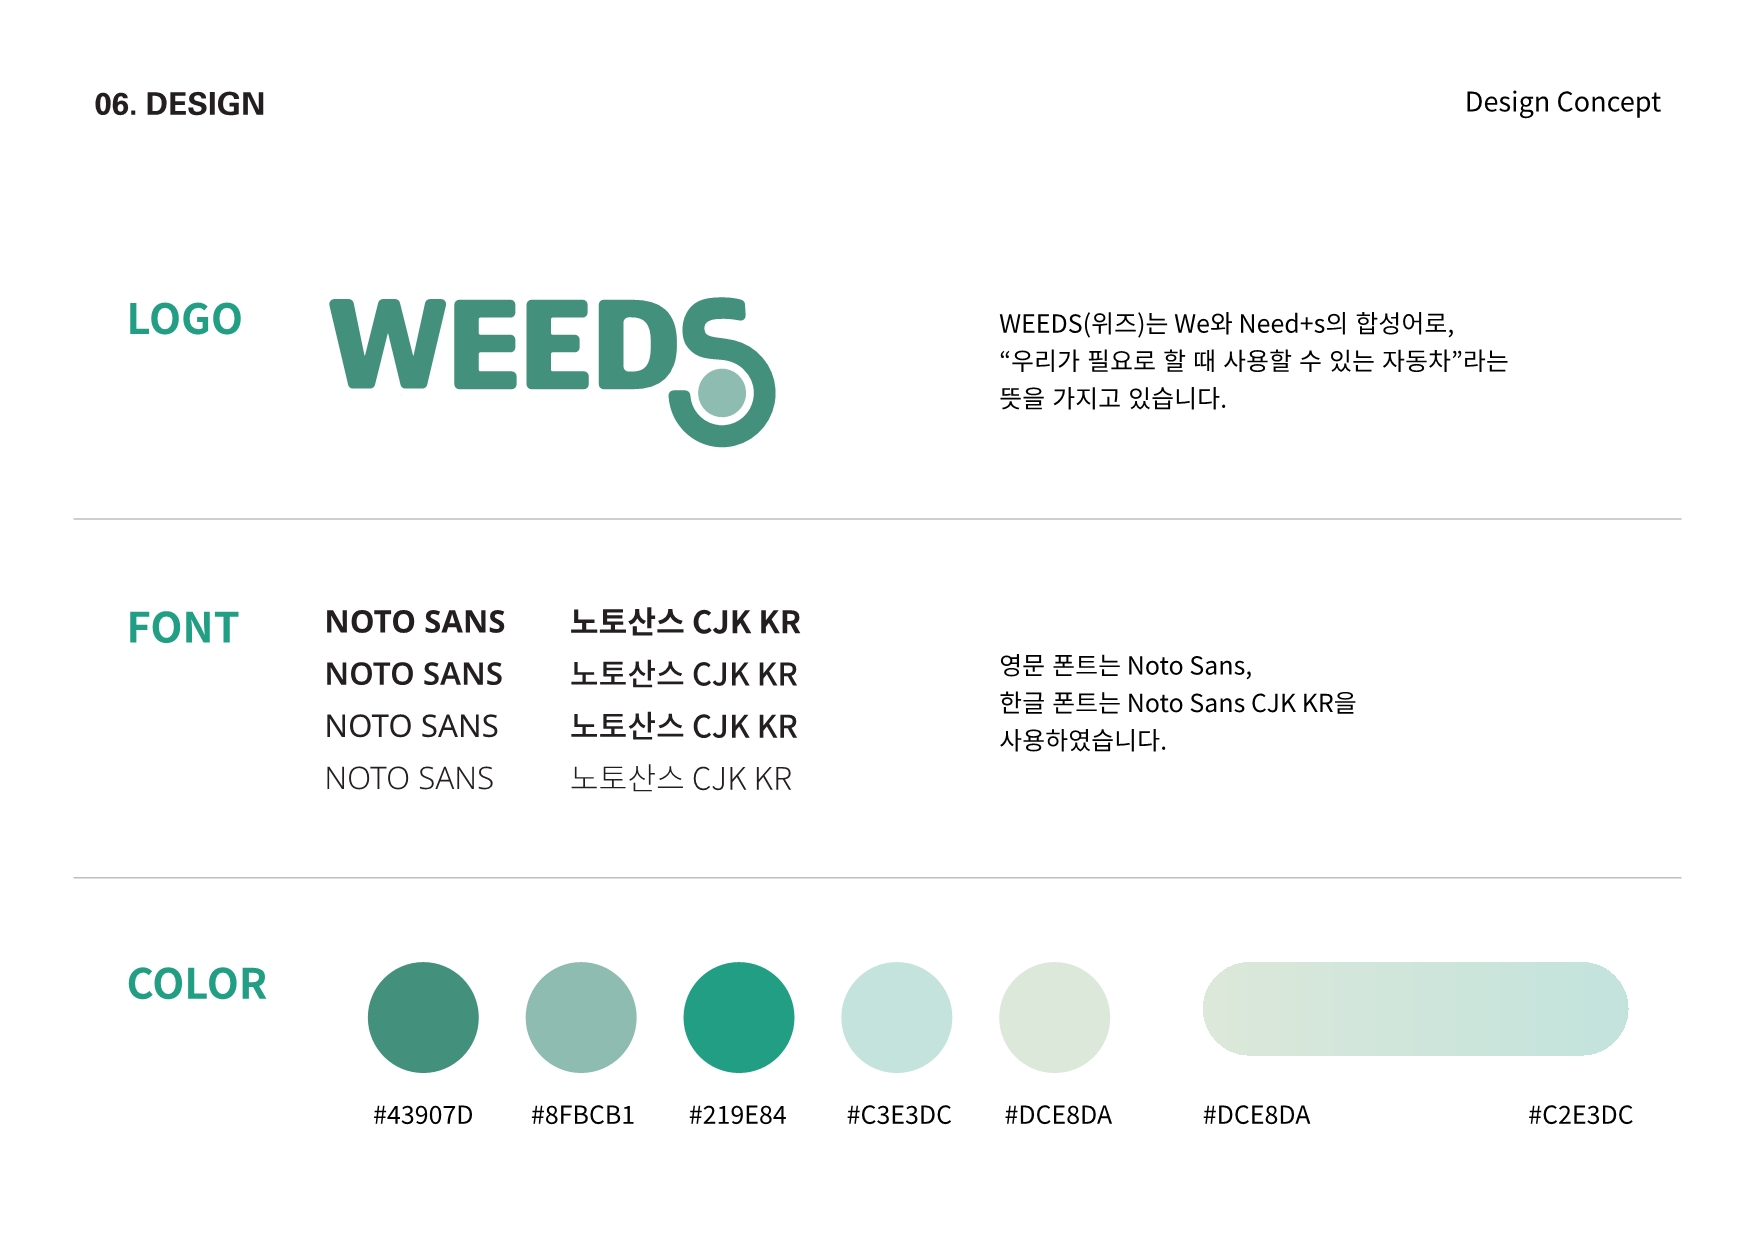 06. DESIGN
Design Concept
LOGO
WEEDS
WEEDS(위즈)는 We와 Need+s의 합성어로,
“우리가 필요로 할 때 사용할 수 있는 자동차”라는
뜻을 가지고 있습니다.
FONT
NOTO SANS 노토산스 CJK KR
NOTO SANS 노토산스 CJK KR
NOTO SANS 노토산스 CJK KR
NOTO SANS 노토산스 CJK KR
영문 폰트는 Noto Sans,
한글 폰트는 Noto Sans CJK KR을
사용하였습니다.
COLOR
#43907D #8FBCB1 #219E84 #C3E3DC #DCE8DA #DCE8DA #C2E3DC